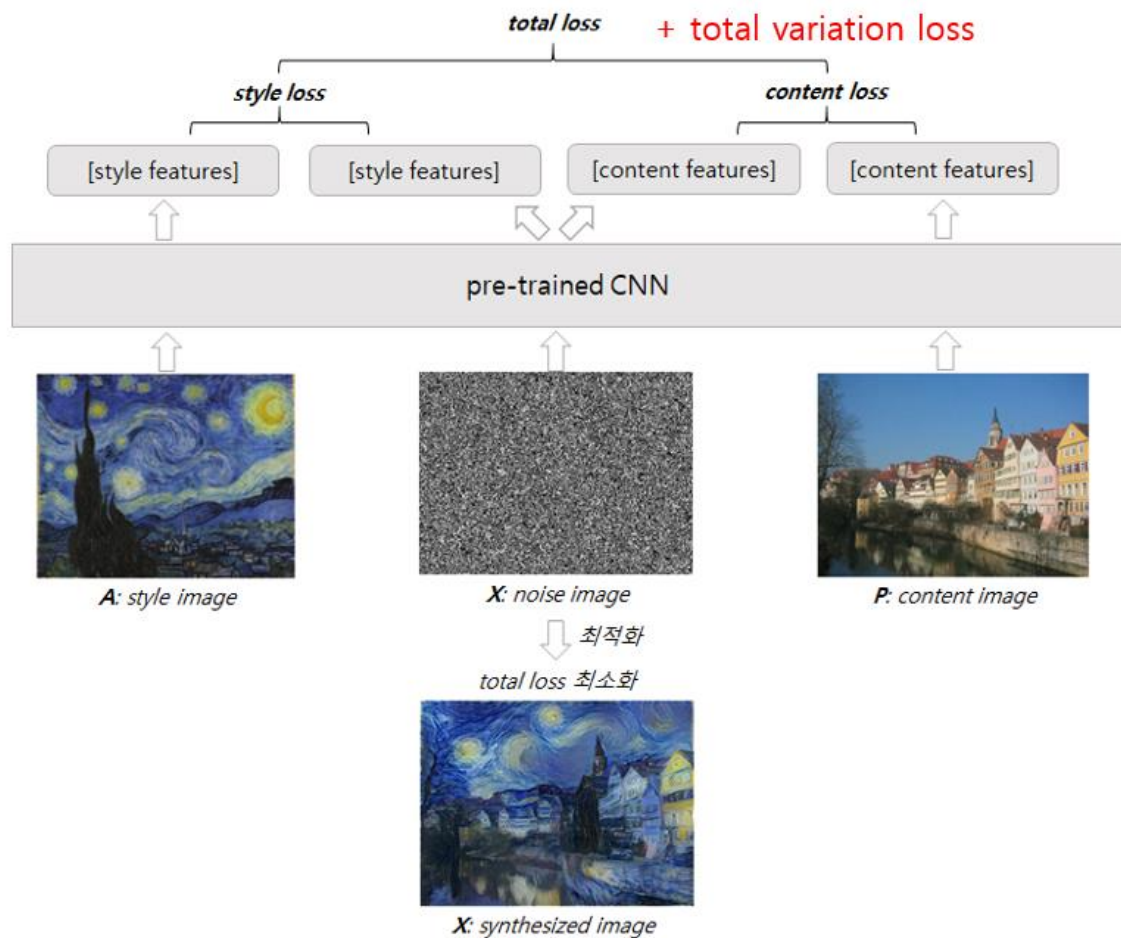 total loss + total variation loss
style loss content loss
[style features] [style features] [content features] [content features]
pre-trained CNN
A: style image X: noise image P: content image
최적화
total loss 최소화
X: synthesized image